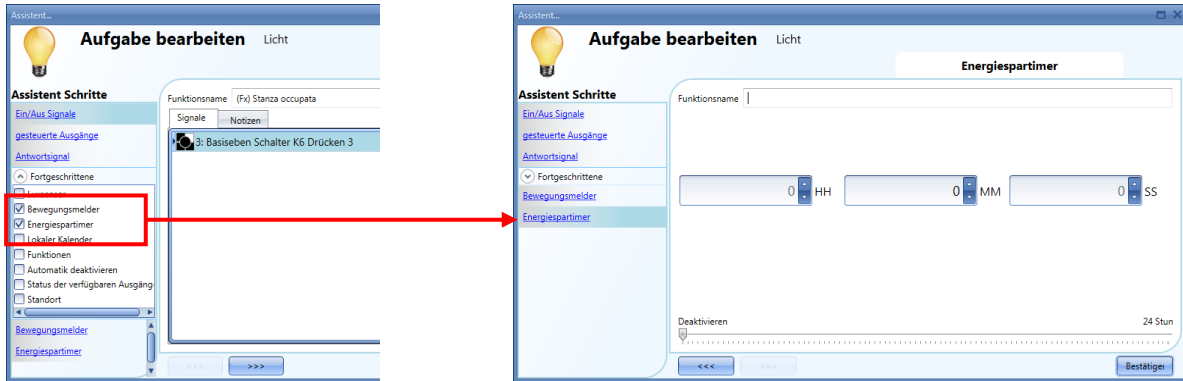 Assistent...
Aufgabe bearbeiten Licht
Assistent Schritte
Ein/Aus Signale
gesteuerte Ausgänge
Antwortsignal
Fortgeschrittene
Bewegungsmelder
Energiespartimer
Lokaler Kalender
Funktionen
Automatik deaktivieren
Status der verfügbaren Ausgäng
Standort
Bewegungsmelder
Energiespartimer
Funktionsname (Fx) Stanza occupata
Signale Notizen
3: Basiseben Schalter K6 Drücken 3
<<< >>>
Assistent...
Aufgabe bearbeiten Licht
Energiespartimer
Assistent Schritte
Ein/Aus Signale
gesteuerte Ausgänge
Antwortsignal
Fortgeschrittene
Bewegungsmelder
Energiespartimer
Funktionsname
0 HH 0 MM 0 SS
Deaktivieren 24 Stun
<<< >>> Bestätiger